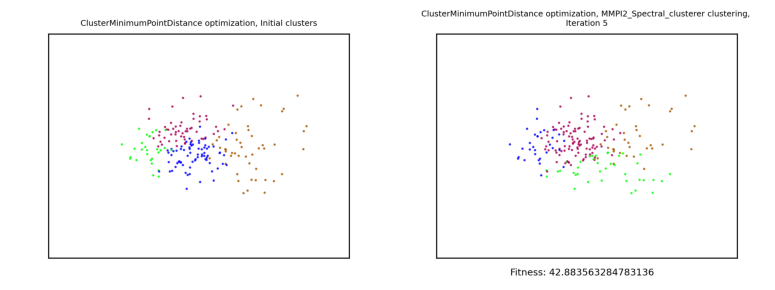 ClusterMinimumPointDistance optimization, Initial clusters
ClusterMinimumPointDistance optimization, MMPI2_Spectral_clusterer clustering,
Iteration 5
Fitness: 42.883563284783136